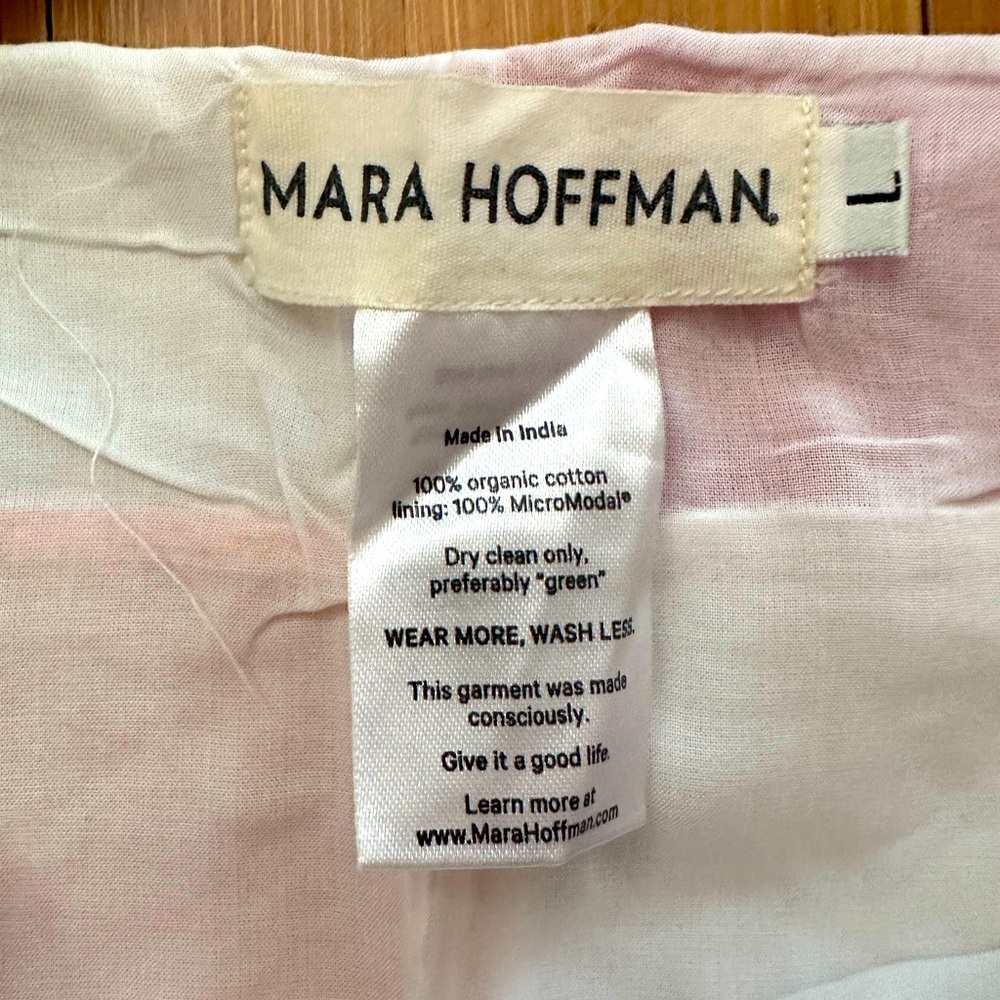 MARA HOFFMAN®
L
Made in India
100% organic cotton
lining: 100% MicroModal®
Dry clean only,
preferably "green"
WEAR MORE, WASH LESS.
This garment was made
consciously.
Give it a good life.
Learn more at
www.MaraHoffman.com